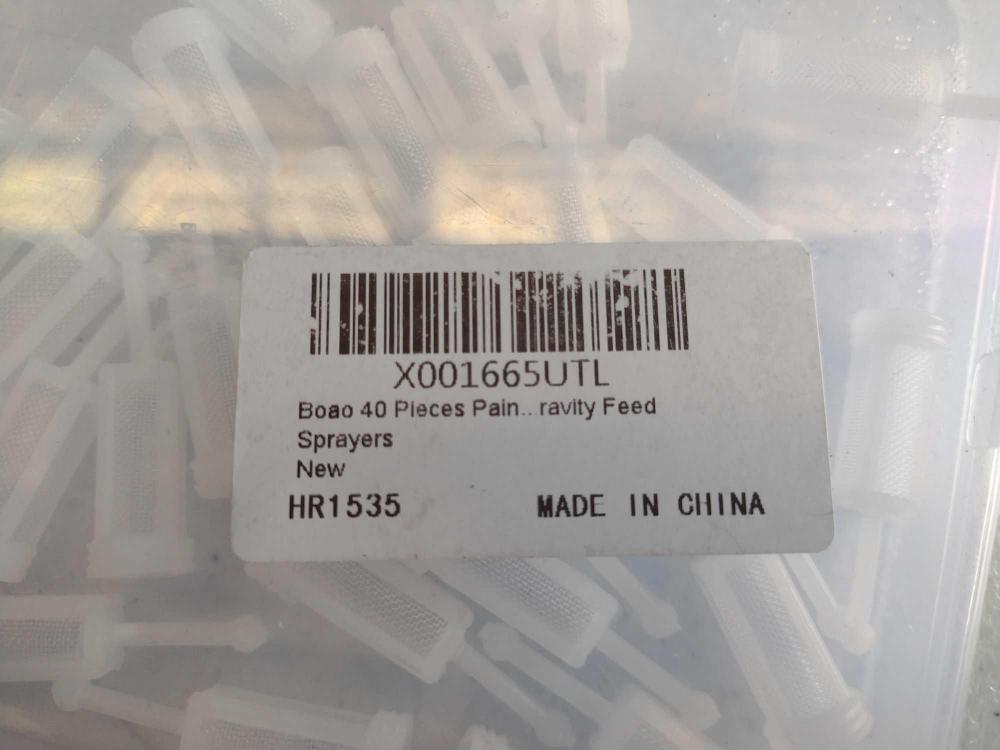 X001665UTL
Boao 40 Pieces Pain...ravity Feed
Sprayers
New
HR1535 MADE IN CHINA